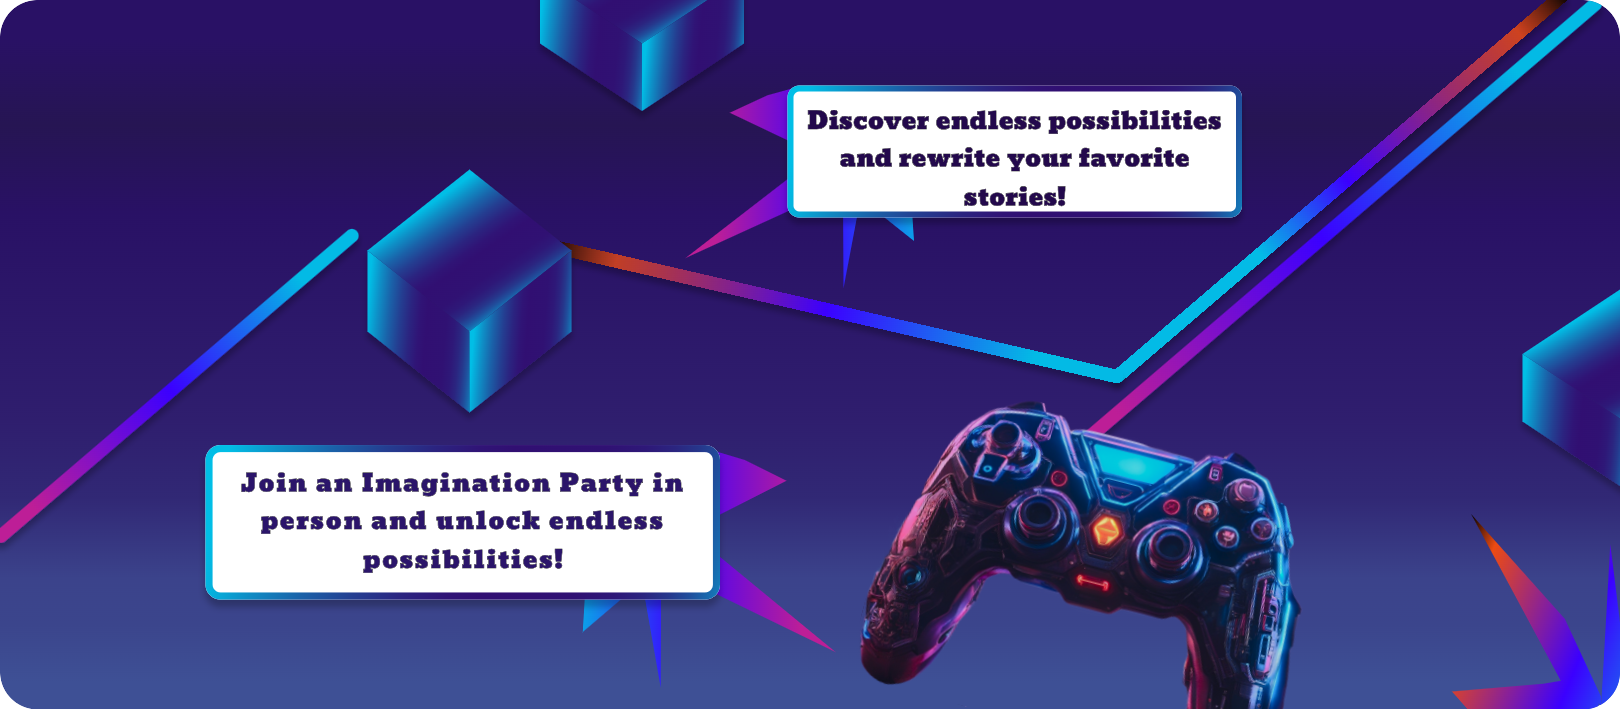 Discover endless possibilities
and rewrite your favorite
stories!
Join an Imagination Party in
person and unlock endless
possibilities!